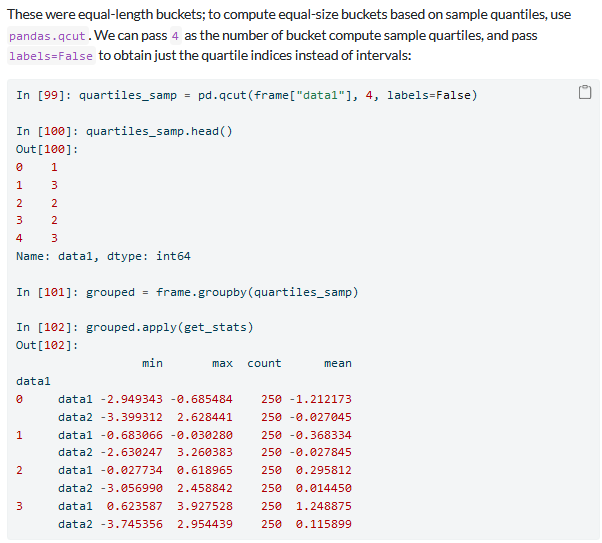 These were equal-length buckets; to compute equal-size buckets based on sample quantiles, use
pandas.qcut. We can pass 4 as the number of bucket compute sample quartiles, and pass
labels=False to obtain just the quartile indices instead of intervals:
In [99]: quartiles_samp = pd.qcut(frame["data1"], 4, labels=False)
In [100]: quartiles_samp.head()
Out[100]:
0    1
1    3
2    2
3    2
4    3
Name: data1, dtype: int64
In [101]: grouped = frame.groupby(quartiles_samp)
In [102]: grouped.apply(get_stats)
Out[102]:
                  min       max  count      mean
data1
0     data1 -2.949343 -0.685484    250 -1.212173
      data2 -3.399312  2.628441    250 -0.027045
1     data1 -0.683066 -0.030280    250 -0.368334
      data2 -2.630247  3.260383    250 -0.027845
2     data1 -0.027734  0.618965    250  0.295812
      data2 -3.056990  2.458842    250  0.014450
3     data1  0.623587  3.927528    250  1.248875
      data2 -3.745356  2.954439    250  0.115899